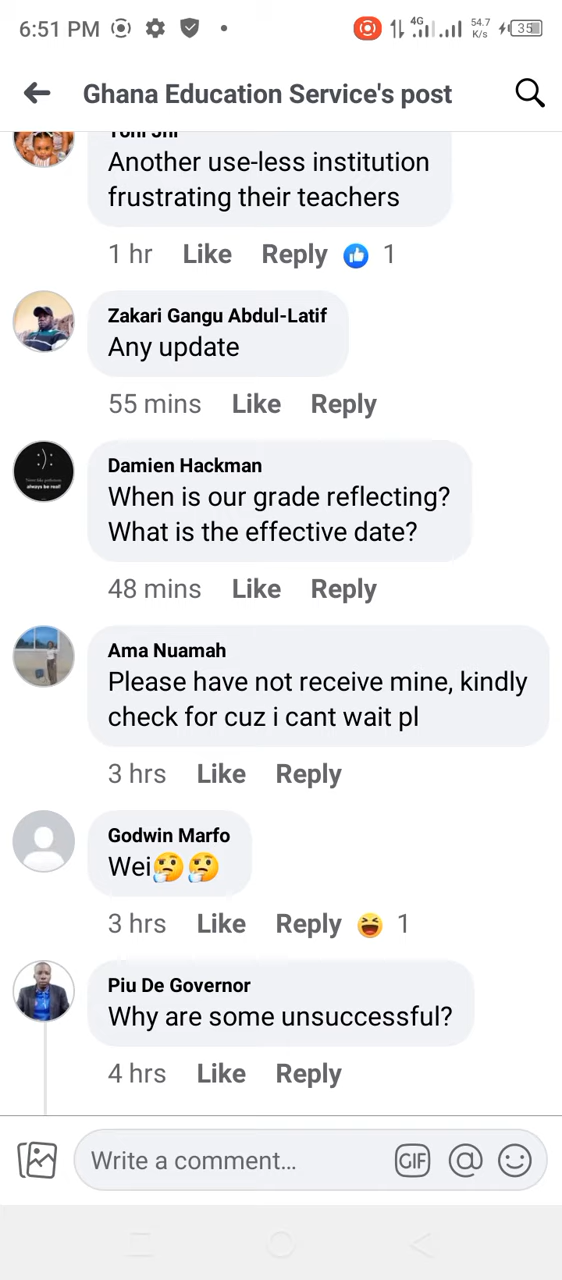 6:51 PM
4G
54.7
K/s
35
Ghana Education Service's post
Another use-less institution
frustrating their teachers
1 hr Like Reply 1
Zakari Gangu Abdul-Latif
Any update
55 mins Like Reply
Damien Hackman
When is our grade reflecting?
What is the effective date?
48 mins Like Reply
Ama Nuamah
Please have not receive mine, kindly
check for cuz i cant wait pl
3 hrs Like Reply
Godwin Marfo
Wei🤔🤔
3 hrs Like Reply 1
Piu De Governor
Why are some unsuccessful?
4 hrs Like Reply
Write a comment...
GIF